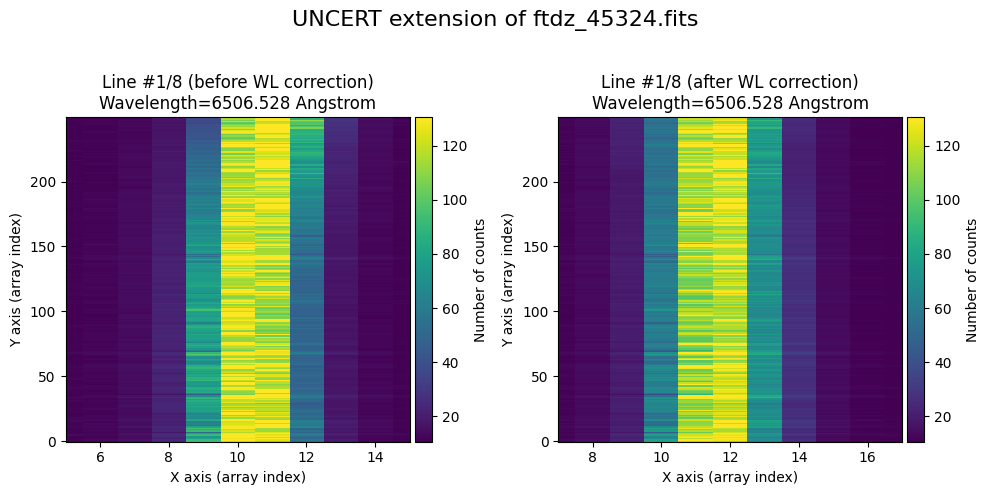 UNCERT extension of ftdz_45324.fits
Line #1/8 (before WL correction)
Wavelength=6506.528 Angstrom
200
150
100
50
0
Y axis (array index)
6 8 10 12 14
X axis (array index)
120
100
80
60
40
20
Number of counts
Line #1/8 (after WL correction)
Wavelength=6506.528 Angstrom
200
150
100
50
0
Y axis (array index)
8 10 12 14 16
X axis (array index)
120
100
80
60
40
20
Number of counts